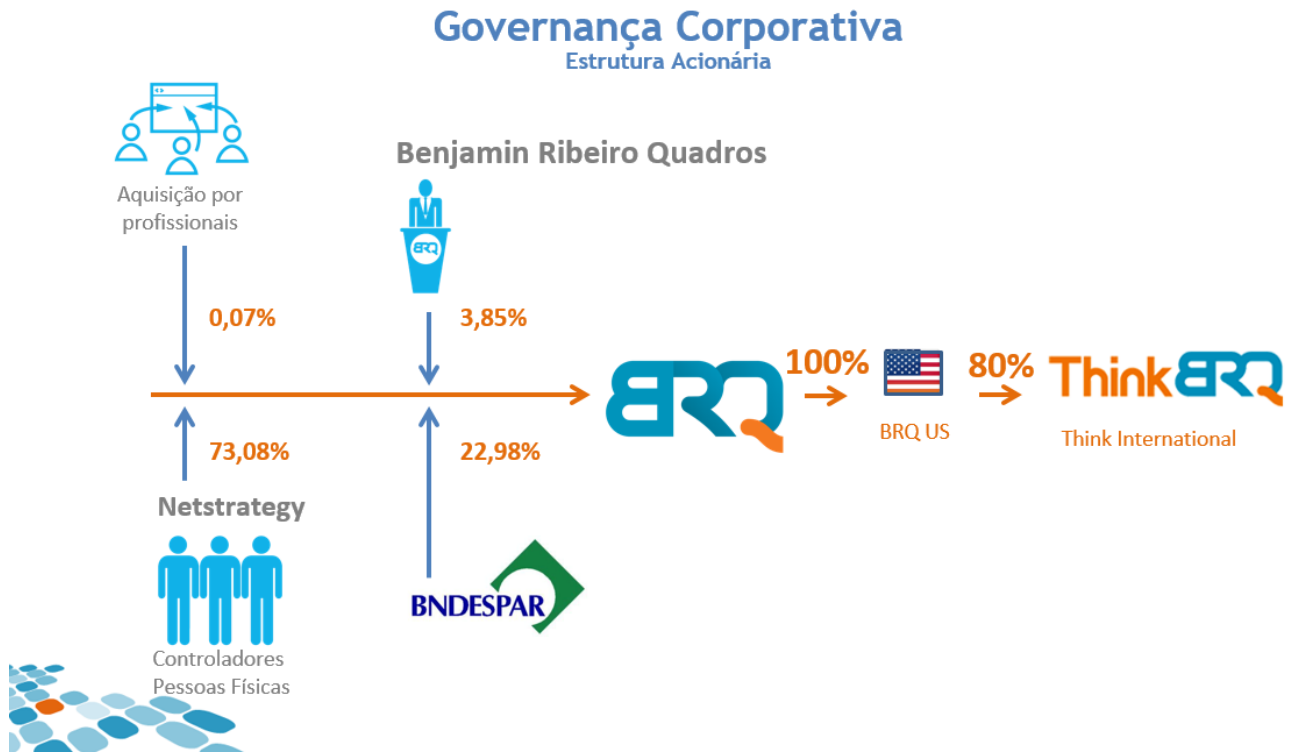 Governança Corporativa
Estrutura Acionária
Aquisição por
profissionais
Benjamin Ribeiro Quadros
BRQ
0,07%
3,85%
BRQ
100%
BRQ US
80%
ThinkBRQ
Think International
73,08%
22,98%
Netstrategy
BNDESPAR
Controladores
Pessoas Físicas